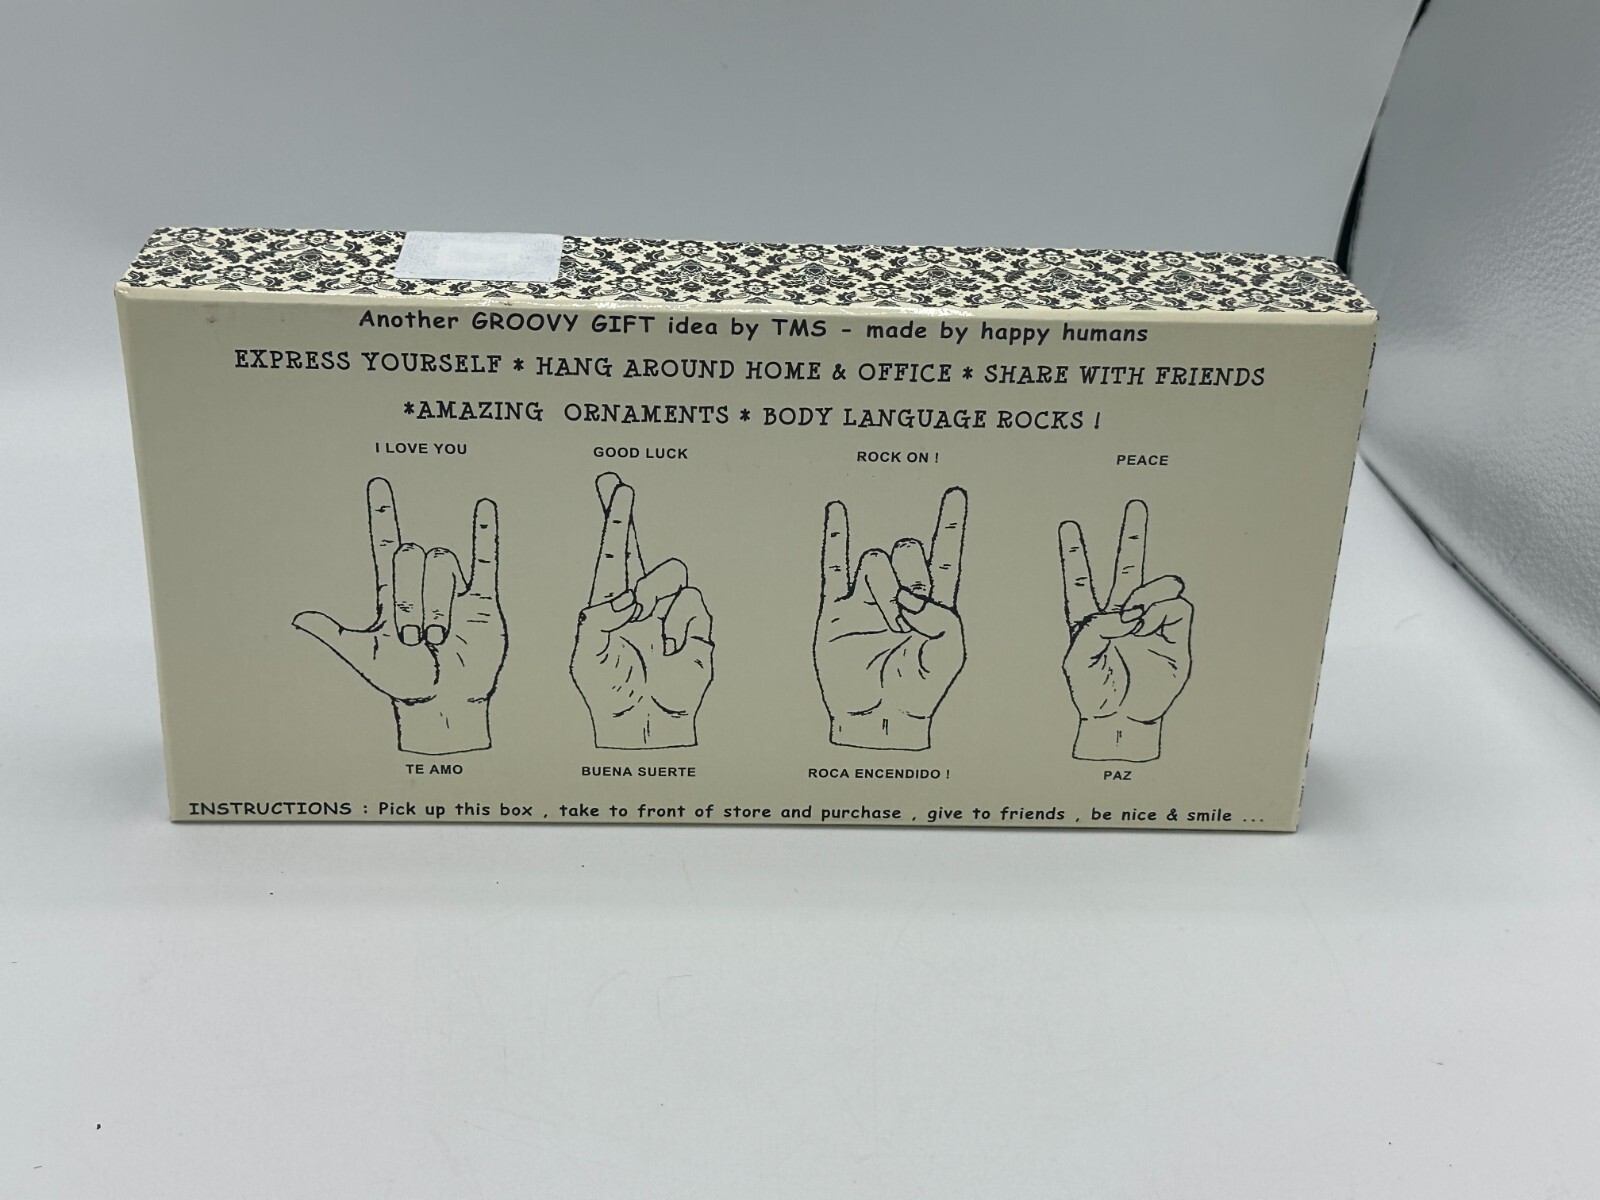 Another GROOVY GIFT idea by TMS - made by happy humans
EXPRESS YOURSELF * HANG AROUND HOME & OFFICE * SHARE WITH FRIENDS
*AMAZING ORNAMENTS * BODY LANGUAGE ROCKS !
I LOVE YOU GOOD LUCK ROCK ON ! PEACE
TE AMO BUENA SUERTE ROCA ENCENDIDO ! PAZ
INSTRUCTIONS : Pick up this box , take to front of store and purchase , give to friends , be nice & smile ...